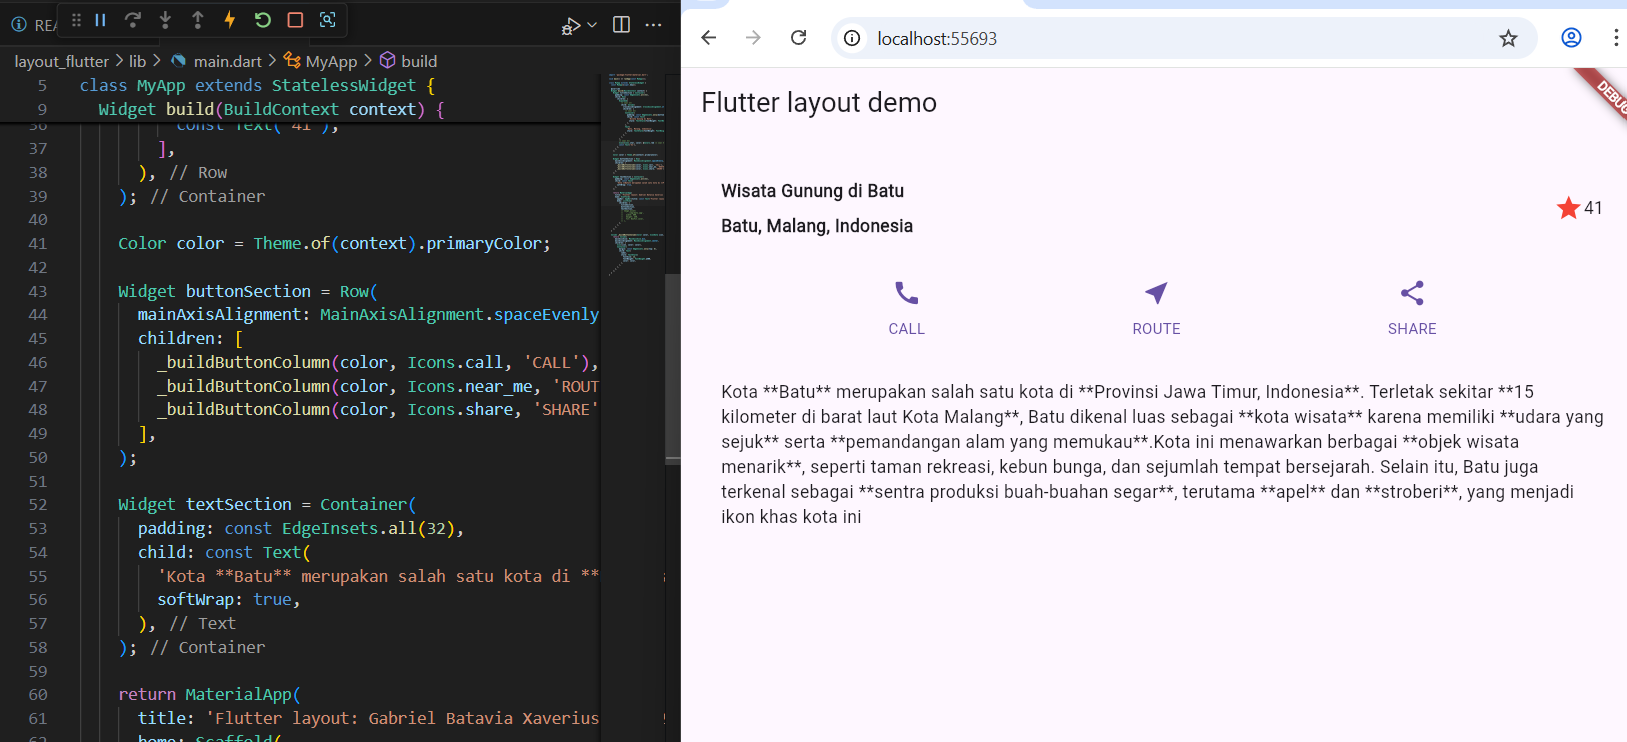 REA
layout_flutter > lib > main.dart > MyApp > build
5 class MyApp extends StatelessWidget {
9 Widget build(BuildContext context) {
36 const Text('41'),
37 ],
38 ), // Row
39 ); // Container
40
41 Color color = Theme.of(context).primaryColor;
42
43 Widget buttonSection = Row(
44 mainAxisAlignment: MainAxisAlignment.spaceEvenly
45 children: [
46 _buildButtonColumn(color, Icons.call, 'CALL'),
47 _buildButtonColumn(color, Icons.near_me, 'ROUT
48 _buildButtonColumn(color, Icons.share, 'SHARE'
49 ],
50 );
51
52 Widget textSection = Container(
53 padding: const EdgeInsets.all(32),
54 child: const Text(
55 'Kota **Batu** merupakan salah satu kota di **
56 softWrap: true,
57 ), // Text
58 ); // Container
59
60 return MaterialApp(
61 title: 'Flutter layout: Gabriel Batavia Xaverius
62 home: Scaffold(
localhost:55693
DEBUG
Flutter layout demo
Wisata Gunung di Batu
Batu, Malang, Indonesia
41
CALL ROUTE SHARE
Kota **Batu** merupakan salah satu kota di **Provinsi Jawa Timur, Indonesia**. Terletak sekitar **15
kilometer di barat laut Kota Malang**, Batu dikenal luas sebagai **kota wisata** karena memiliki **udara yang
sejuk** serta **pemandangan alam yang memukau**.Kota ini menawarkan berbagai **objek wisata
menarik**, seperti taman rekreasi, kebun bunga, dan sejumlah tempat bersejarah. Selain itu, Batu juga
terkenal sebagai **sentra produksi buah-buahan segar**, terutama **apel** dan **stroberi**, yang menjadi
ikon khas kota ini